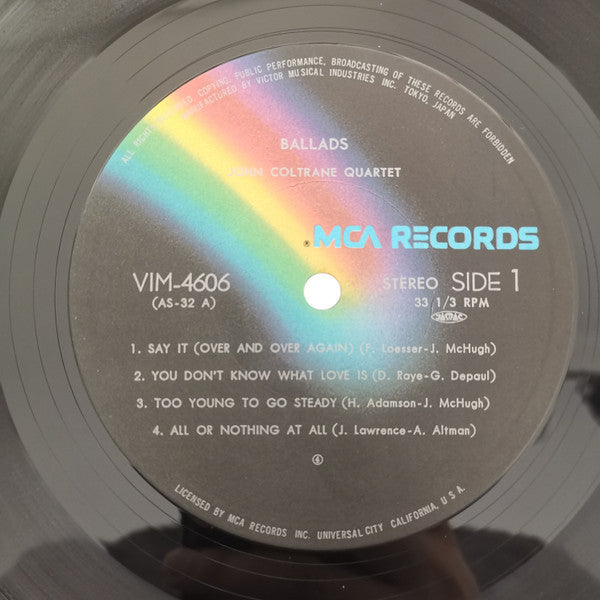 ALL RIGHT RESERVED. COPYING, PUBLIC PERFORMANCE, BROADCASTING OF THESE RECORDS ARE FORBIDDEN
MANUFACTURED BY VICTOR MUSICAL INDUSTRIES INC. TOKYO, JAPAN
BALLADS
JOHN COLTRANE QUARTET
MCA RECORDS
VIM-4606
(AS-32 A)
STEREO SIDE 1
33 1/3 RPM
JASRAC
1. SAY IT (OVER AND OVER AGAIN) (F. Loesser-J. McHugh)
2. YOU DON'T KNOW WHAT LOVE IS (D. Raye-G. Depaul)
3. TOO YOUNG TO GO STEADY (H. Adamson-J. McHugh)
4. ALL OR NOTHING AT ALL (J. Lawrence-A. Altman)
④
LICENSED BY MCA RECORDS INC. UNIVERSAL CITY CALIFORNIA, U.S.A.